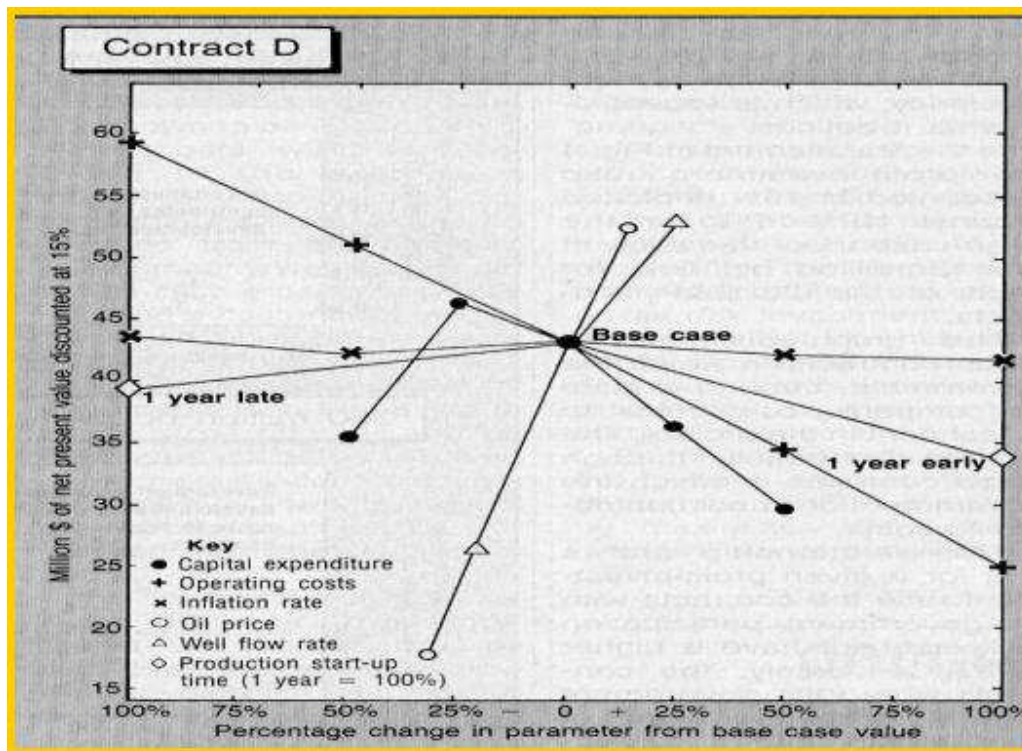 Contract D
Million $ of net present value discounted at 15%
60
55
50
45
40
35
30
25
20
15
Base case
1 year late
1 year early
Key
Capital expenditure
Operating costs
Inflation rate
Oil price
Well flow rate
Production start-up
time (1 year = 100%)
100% 75% 50% 25% − 0 + 25% 50% 75% 100%
Percentage change in parameter from base case value